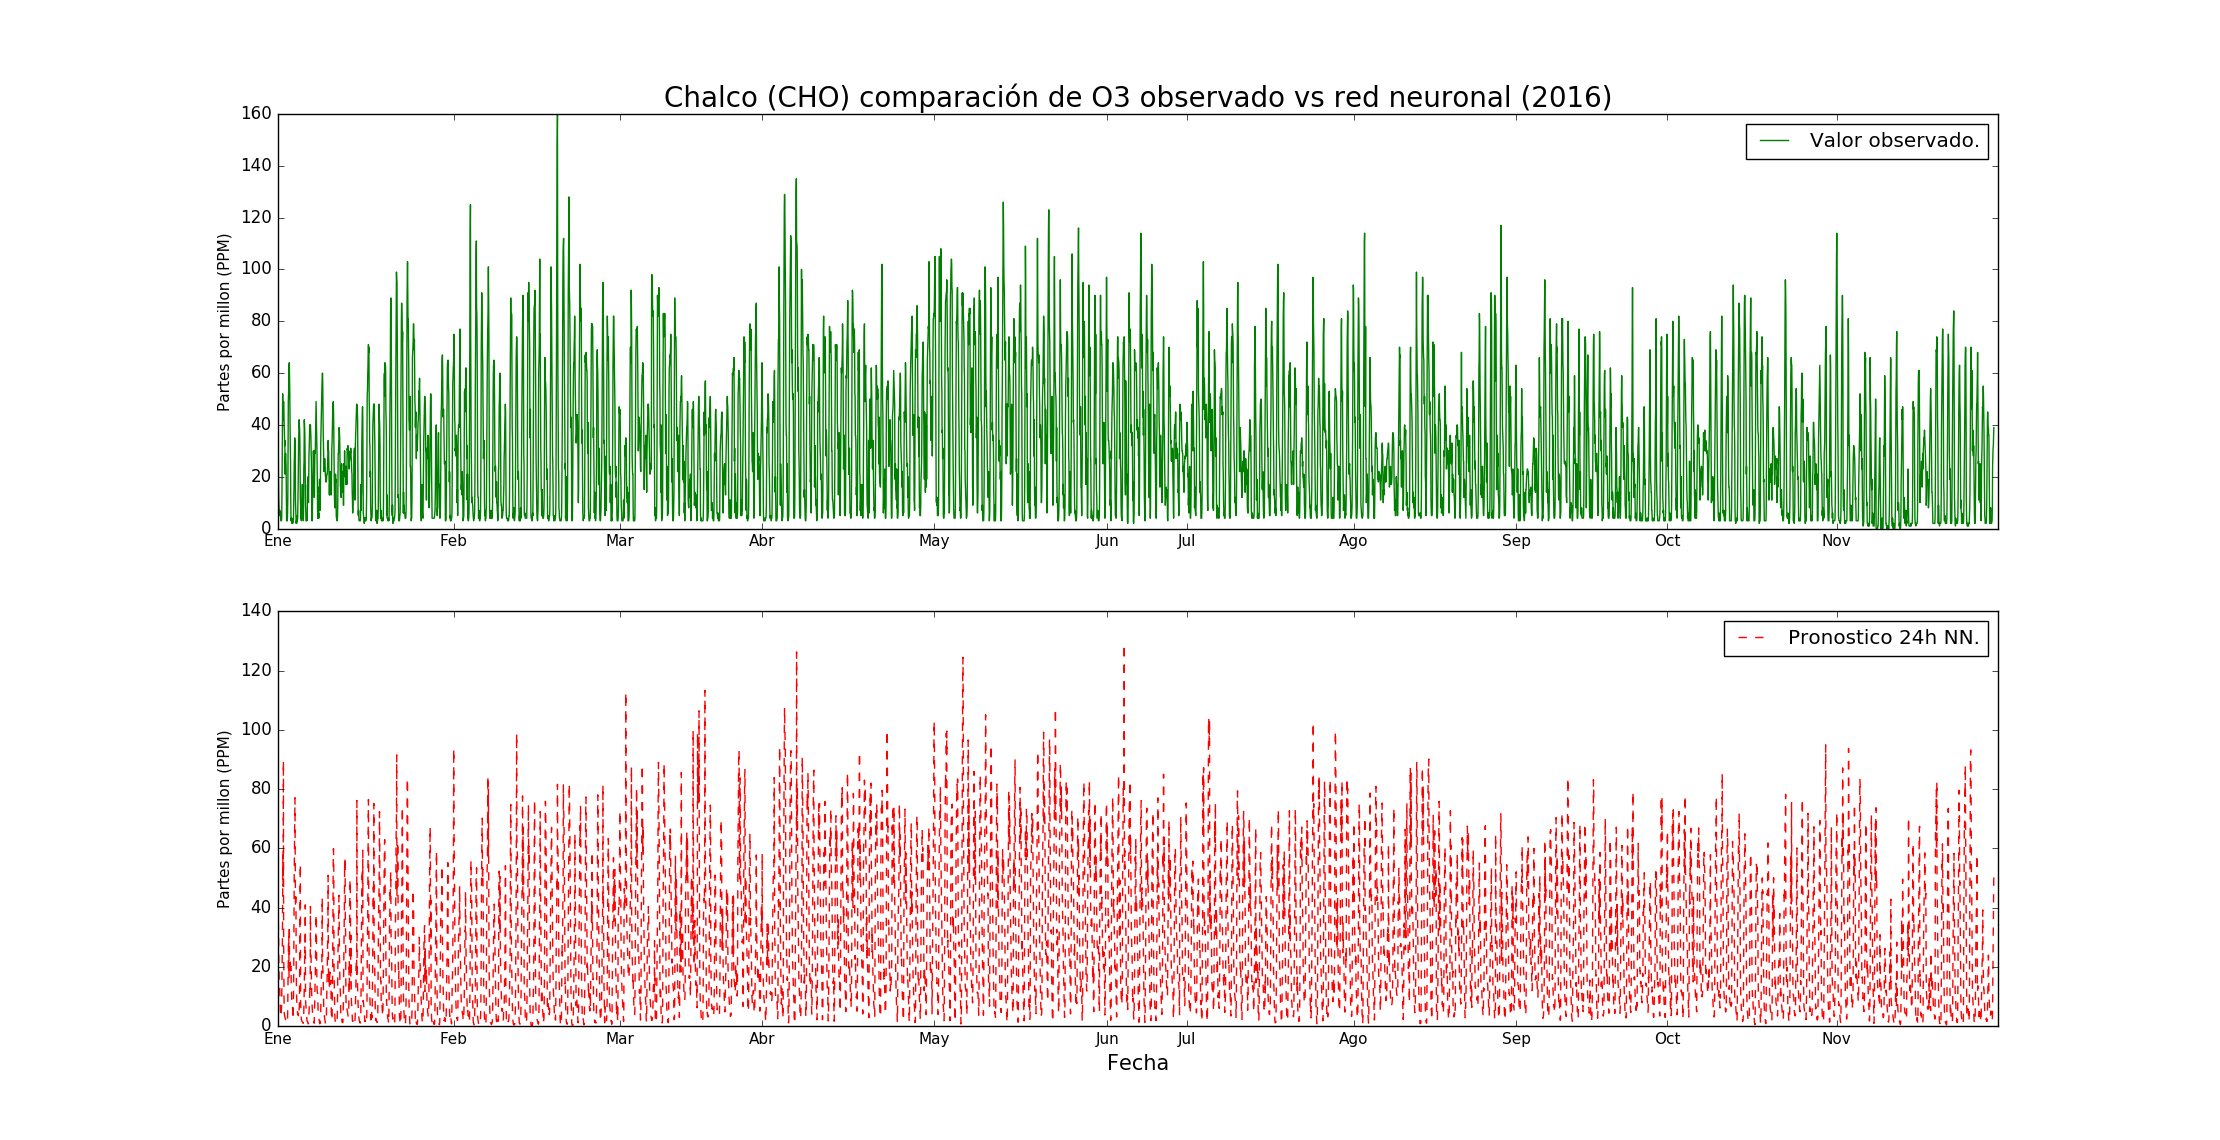 Chalco (CHO) comparación de O3 observado vs red neuronal (2016)
160
140
120
100
80
60
40
20
0
Partes por millon (PPM)
Valor observado.
Ene Feb Mar Abr May Jun Jul Ago Sep Oct Nov
140
120
100
80
60
40
20
0
Partes por millon (PPM)
Pronostico 24h NN.
Ene Feb Mar Abr May Jun Jul Ago Sep Oct Nov
Fecha